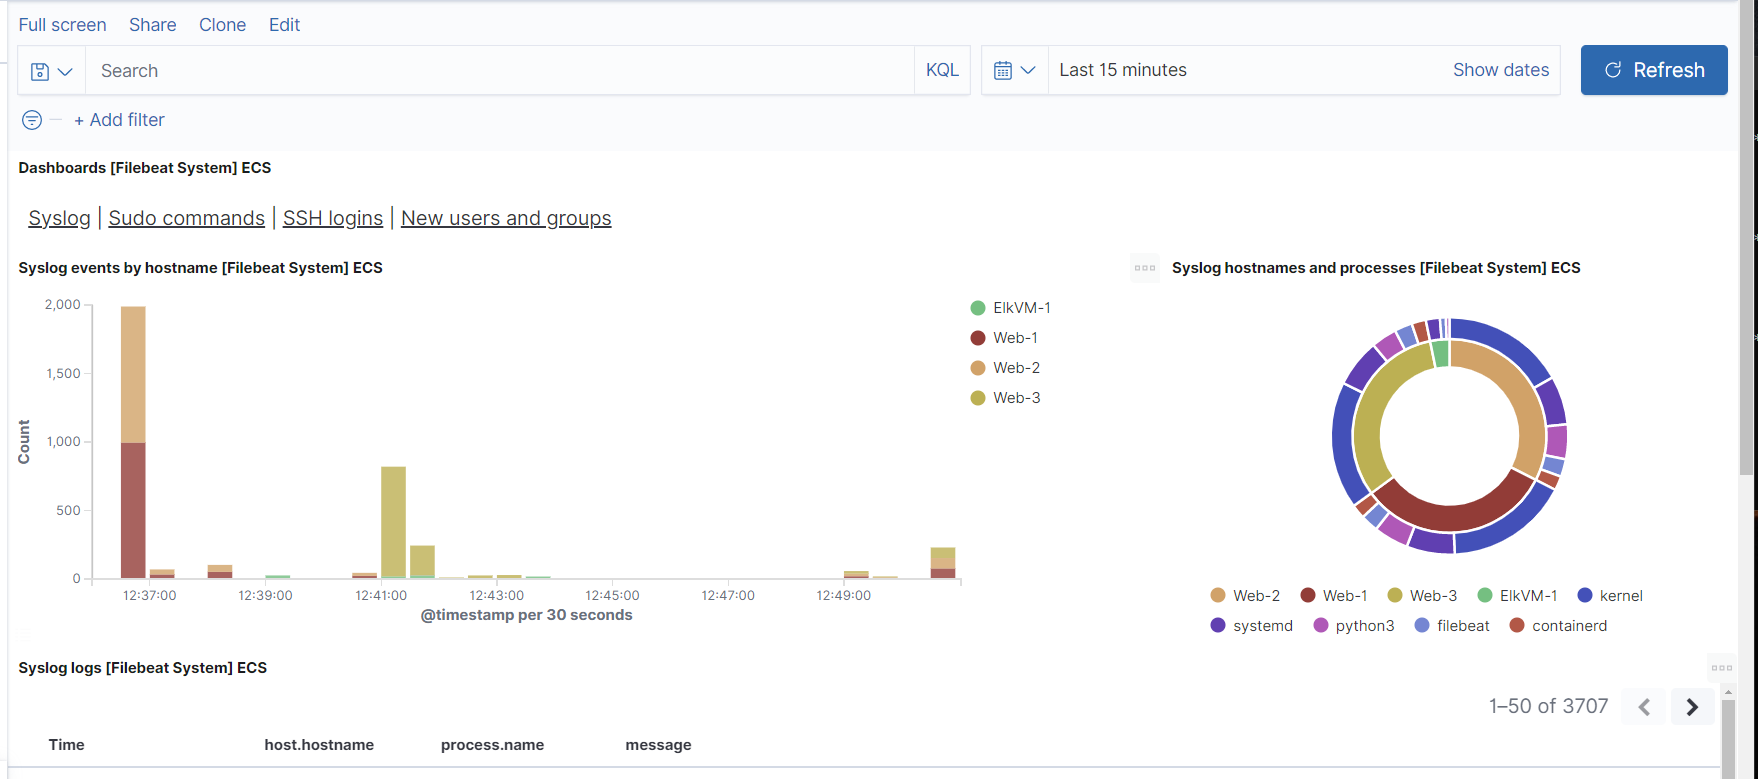 Full screen Share Clone Edit
Search KQL Last 15 minutes Show dates Refresh
+ Add filter
Dashboards [Filebeat System] ECS
Syslog | Sudo commands | SSH logins | New users and groups
Syslog events by hostname [Filebeat System] ECS
2,000
1,500
1,000
500
0
Count
12:37:00 12:39:00 12:41:00 12:43:00 12:45:00 12:47:00 12:49:00
@timestamp per 30 seconds
ElkVM-1
Web-1
Web-2
Web-3
Syslog hostnames and processes [Filebeat System] ECS
Web-2 Web-1 Web-3 ElkVM-1 kernel
systemd python3 filebeat containerd
Syslog logs [Filebeat System] ECS
1–50 of 3707
Time host.hostname process.name message